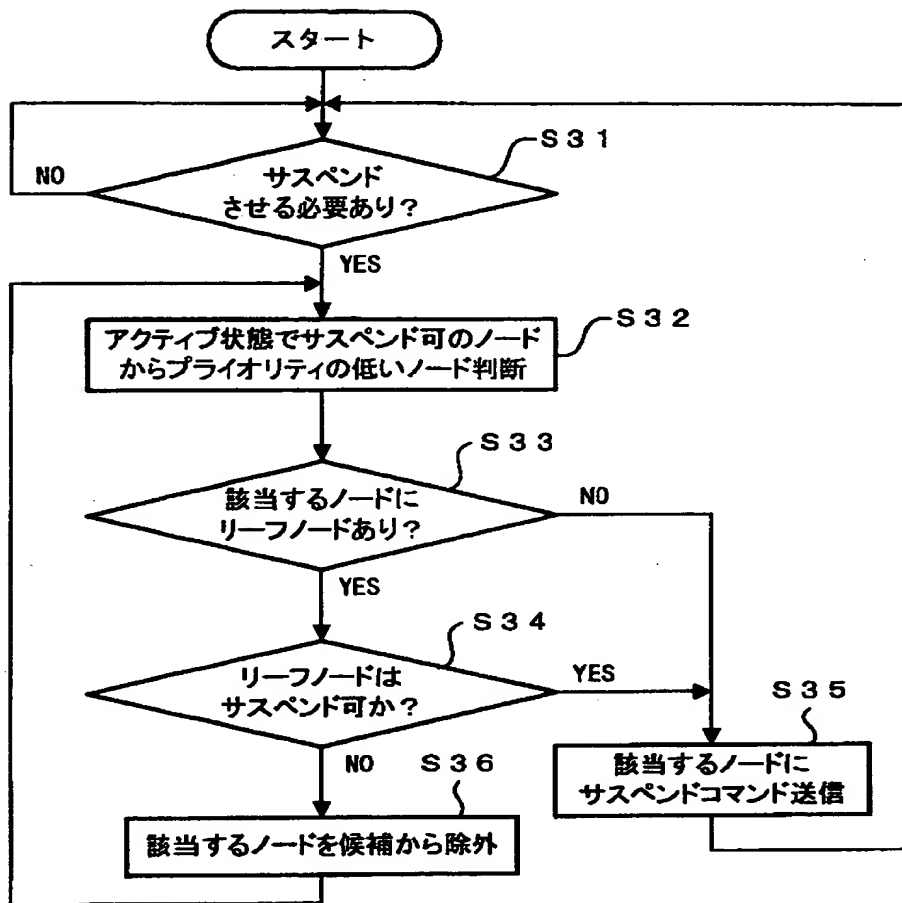 スタート
S31
NO
サスペンド
させる必要あり？
YES
S32
アクティブ状態でサスペンド可のノード
からプライオリティの低いノード判断
S33
該当するノードに
リーフノードあり？
NO
YES
S34
リーフノードは
サスペンド可か？
YES
S35
NO
S36
該当するノードに
サスペンドコマンド送信
該当するノードを候補から除外